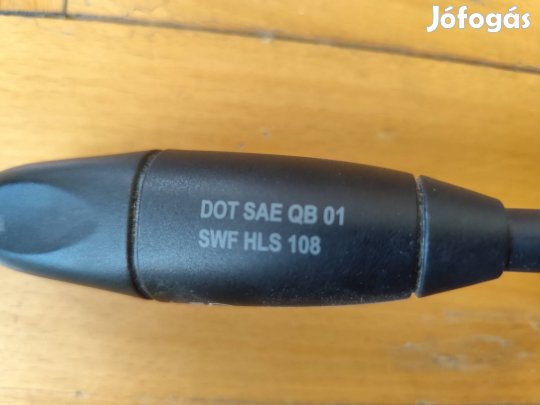 Jófogás
DOT SAE QB 01
SWF HLS 108